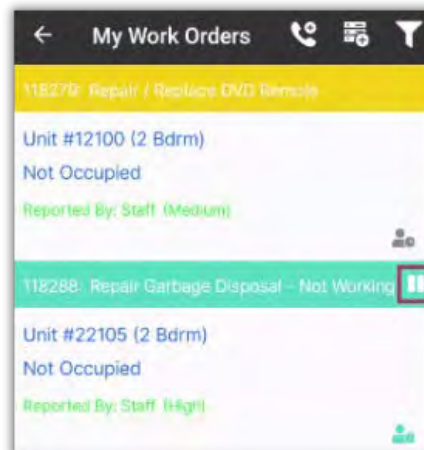 My Work Orders
118279: Repair / Replace DVD Remote
Unit #12100 (2 Bdrm)
Not Occupied
Reported By: Staff (Medium)
118288: Repair Garbage Disposal - Not Working
Unit #22105 (2 Bdrm)
Not Occupied
Reported By: Staff (High)